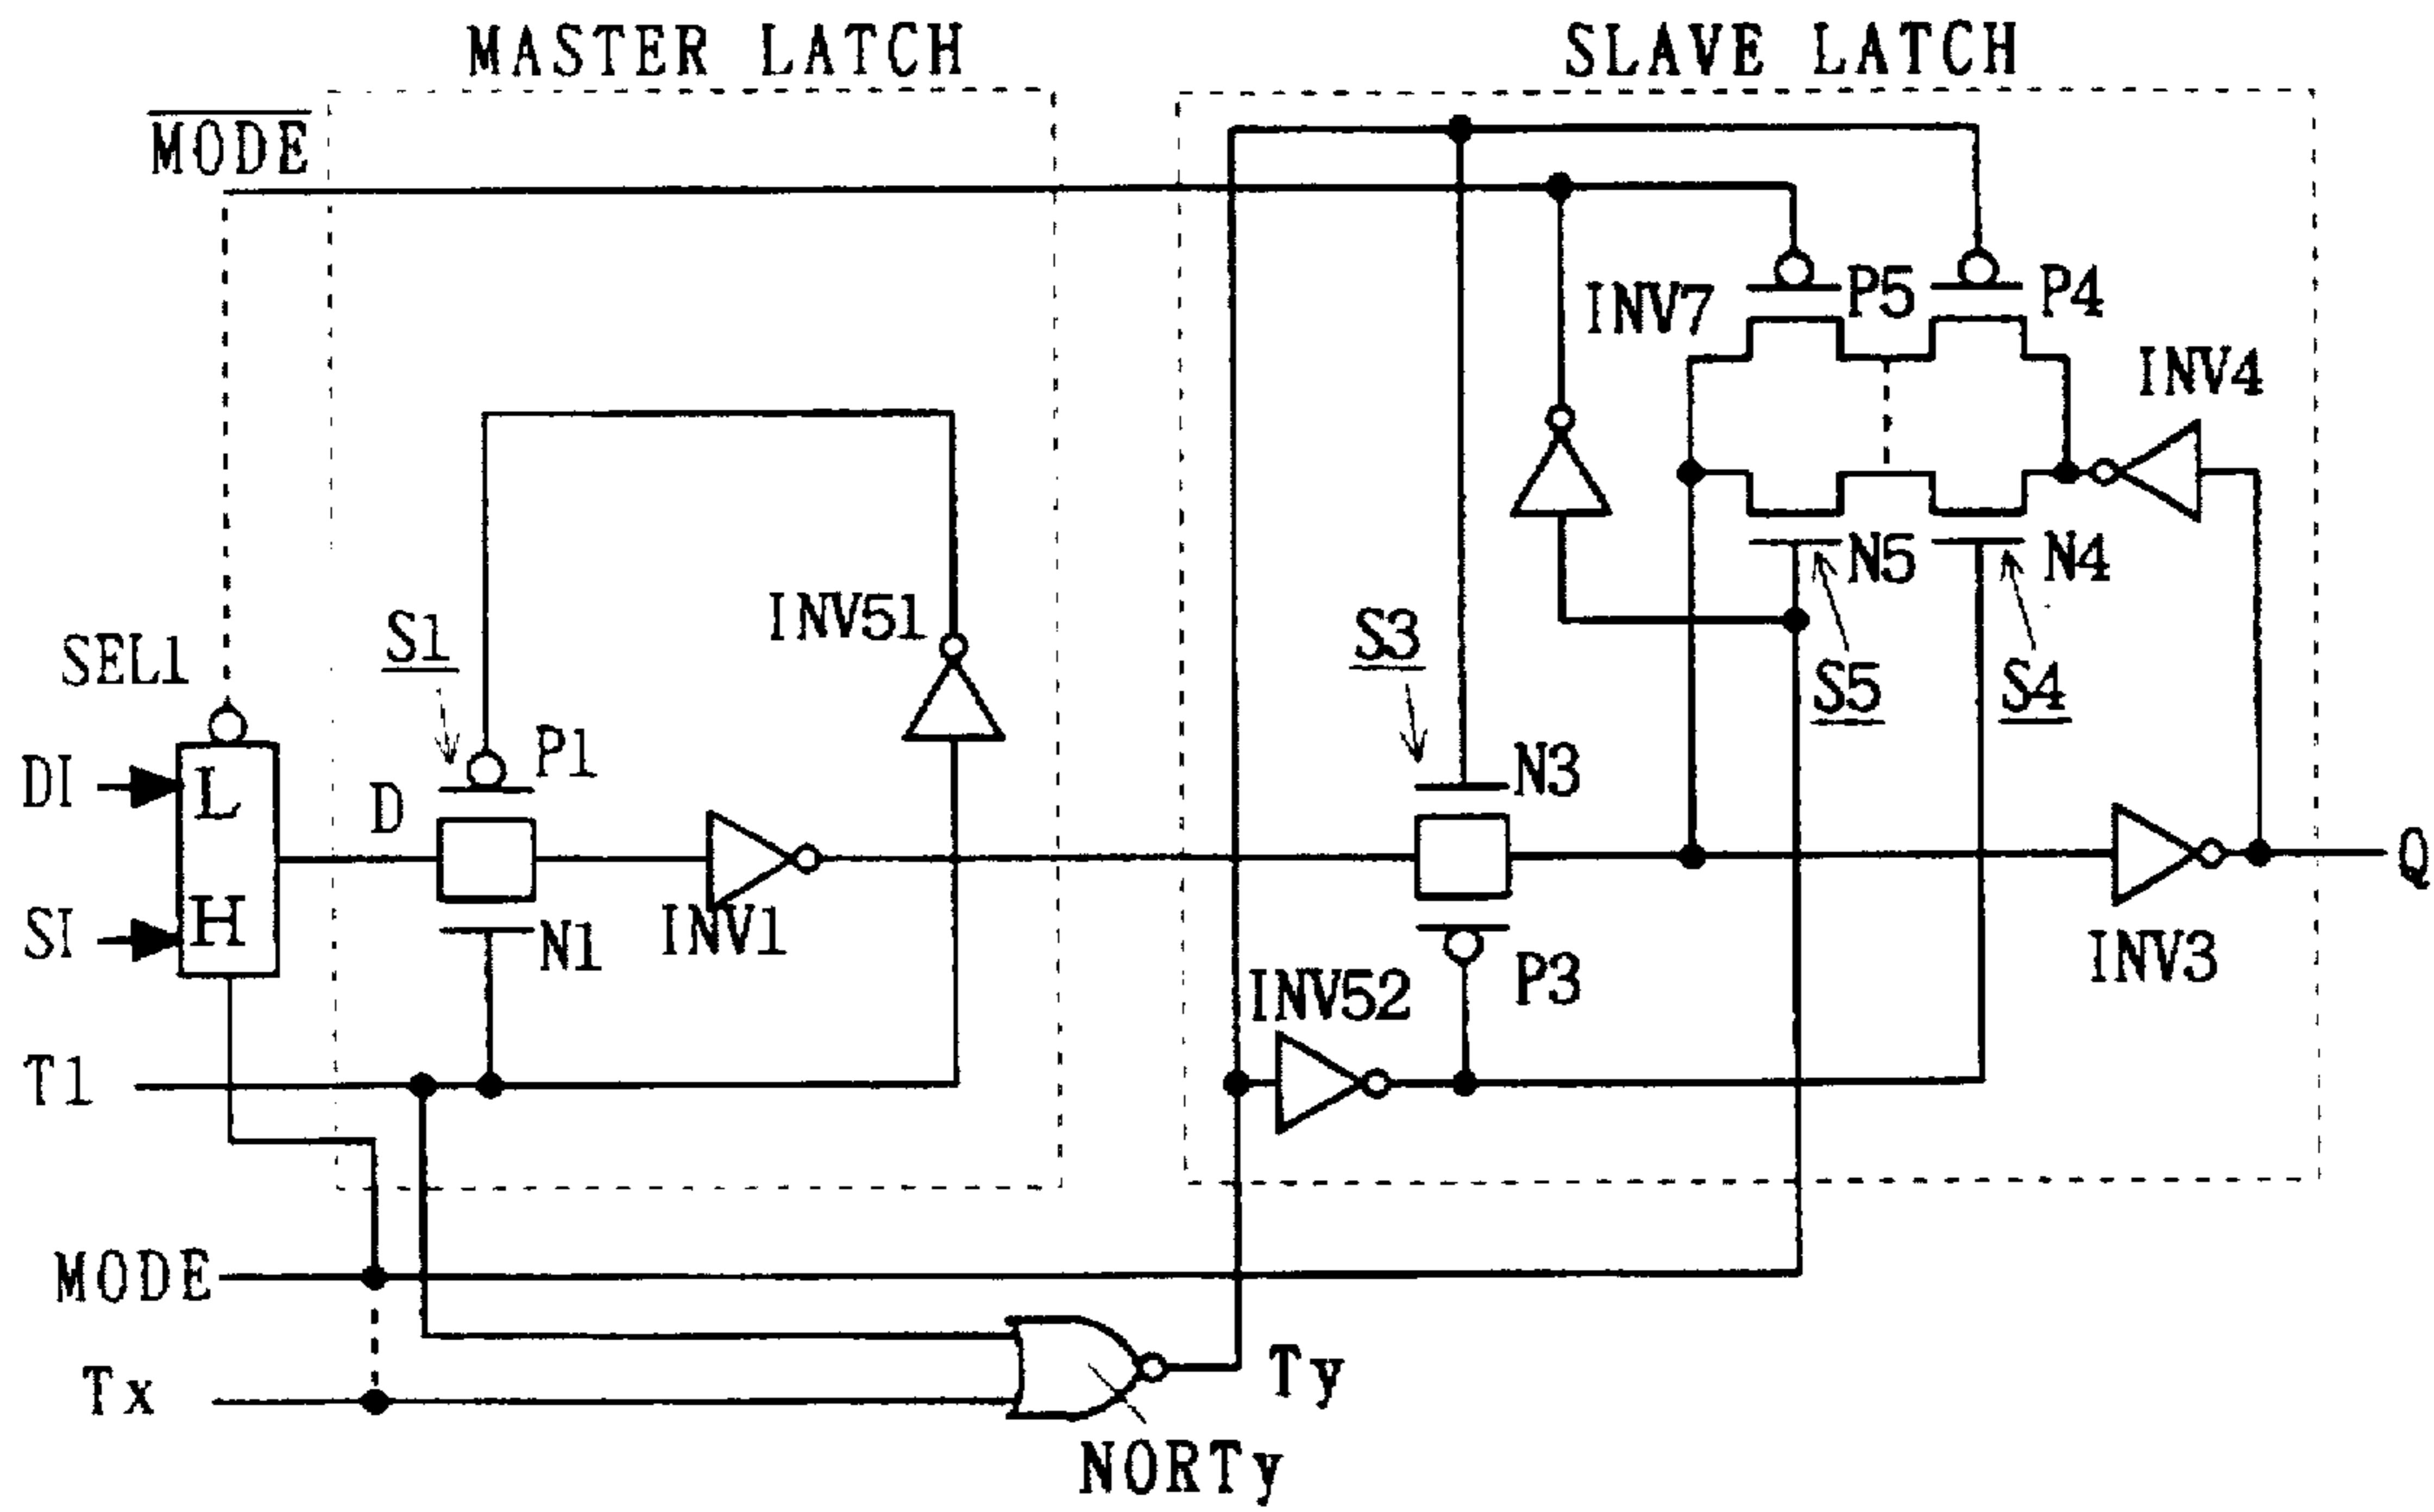 MASTER LATCH
SLAVE LATCH
MODE
INV7
P5
P4
INV4
N5
N4
S5
S4
SEL1
S1
INV51
S3
DI
L
D
P1
N3
Q
SI
H
N1
INV1
INV52
P3
INV3
T1
MODE
Tx
Ty
NORTy